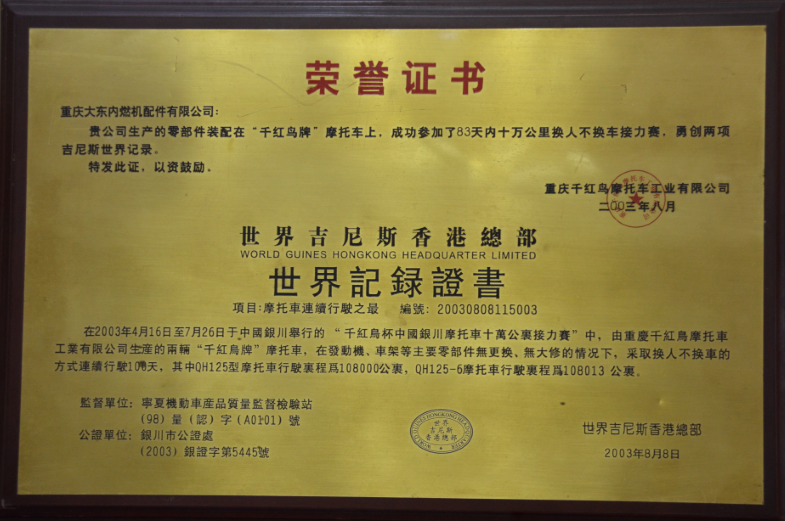 荣誉证书
重庆大东内燃机配件有限公司:
贵公司生产的零部件装配在“千红鸟牌”摩托车上,成功参加了83天内十万公里换人不换车接力赛,勇创两项
吉尼斯世界记录。
特发此证,以资鼓励。
重庆千红鸟摩托车工业有限公司
二00三年八月
世界吉尼斯香港總部
WORLD GUINES HONGKONG HEADQUARTER LIMITED
世界記録證書
項目:摩托車連續行駛之最 編號: 20030808115003
在2003年4月16日至7月26日于中國銀川舉行的“千紅鳥杯中國銀川摩托車十萬公裏接力賽”中,由重慶千紅鳥摩托車
工業有限公司生産的兩輛“千紅鳥牌”摩托車,在發動機、車架等主要零部件無更换、無大修的情况下,采取换人不换車的
方式連續行駛100天,其中QH125型摩托車行駛裏程爲108000公裏,QH125-6摩托車行駛裏程爲108013公裏。
監督單位: 寧夏機動車産品質量監督檢驗站
(98)量(認)字(A0101)號
公證單位: 銀川市公證處
(2003)銀證字第5445號
世界
吉尼斯
香港總部
世界吉尼斯香港總部
2003年8月8日